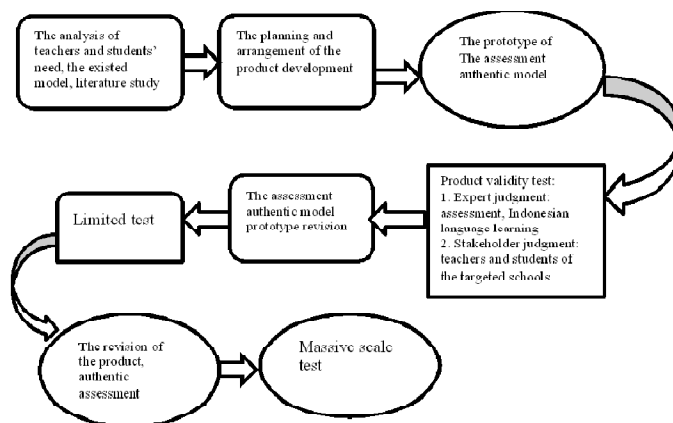 The analysis of
teachers and students'
need, the existed
model, literature study
The planning and
arrangement of the
product development
The prototype of
The assessment
authentic model
Product validity test:
1. Expert judgment:
assessment, Indonesian
language learning
2. Stakeholder judgment:
teachers and students of
the targeted schools
The assessment
authentic model
prototype revision
Limited test
The revision of
the product,
authentic
assessment
Massive scale
test